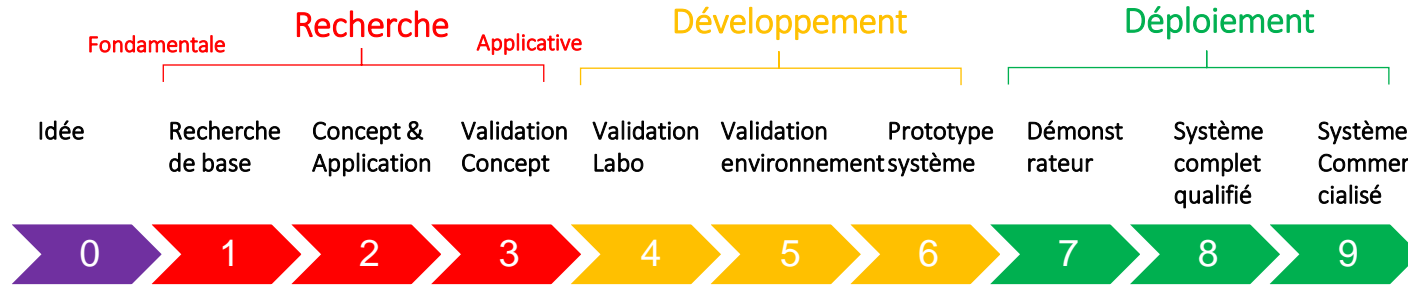 Recherche
Développement
Déploiement
Fondamentale
Applicative
Idée
Recherche
de base
Concept &
Application
Validation
Concept
Validation
Labo
Validation
environnement
Prototype
système
Démonst
rateur
Système
complet
qualifié
Système
Commer
cialisé
0
1
2
3
4
5
6
7
8
9